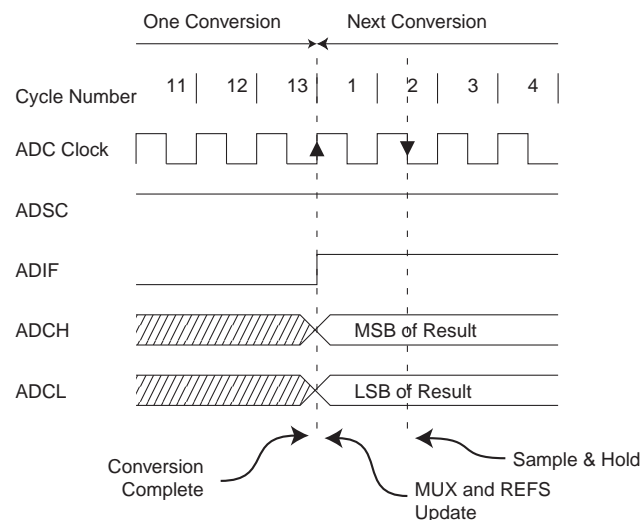 One Conversion Next Conversion
Cycle Number 11 12 13 1 2 3 4
ADC Clock
ADSC
ADIF
ADCH MSB of Result
ADCL LSB of Result
Conversion
Complete
MUX and REFS
Update
Sample & Hold